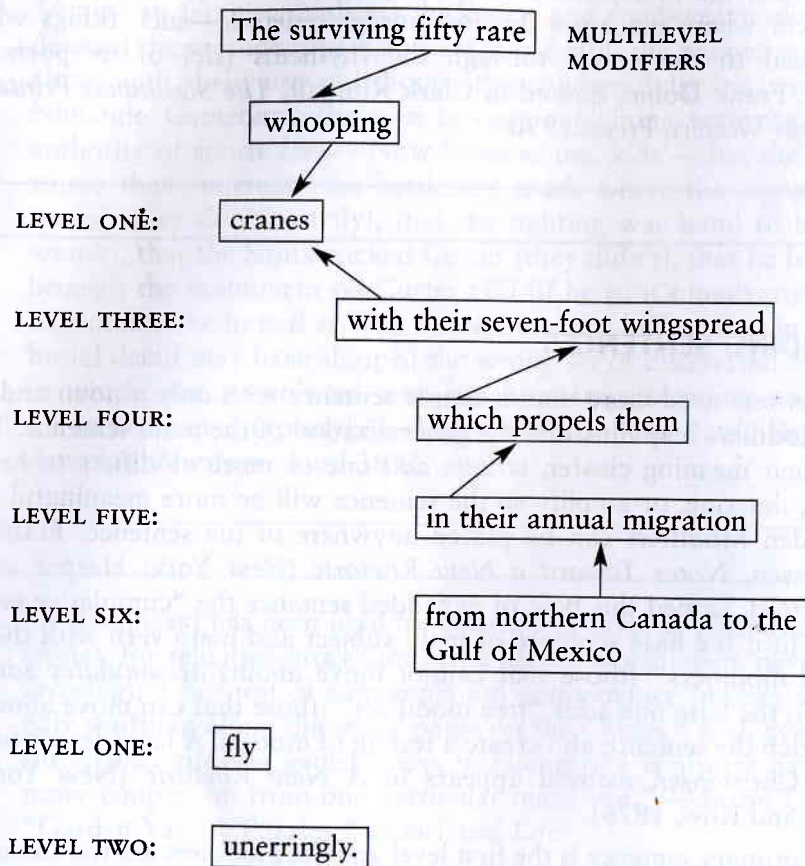 The surviving fifty rare
MULTILEVEL
MODIFIERS
whooping
LEVEL ONE: cranes
LEVEL THREE: with their seven-foot wingspread
LEVEL FOUR: which propels them
LEVEL FIVE: in their annual migration
LEVEL SIX: from northern Canada to the
Gulf of Mexico
LEVEL ONE: fly
LEVEL TWO: unerringly.